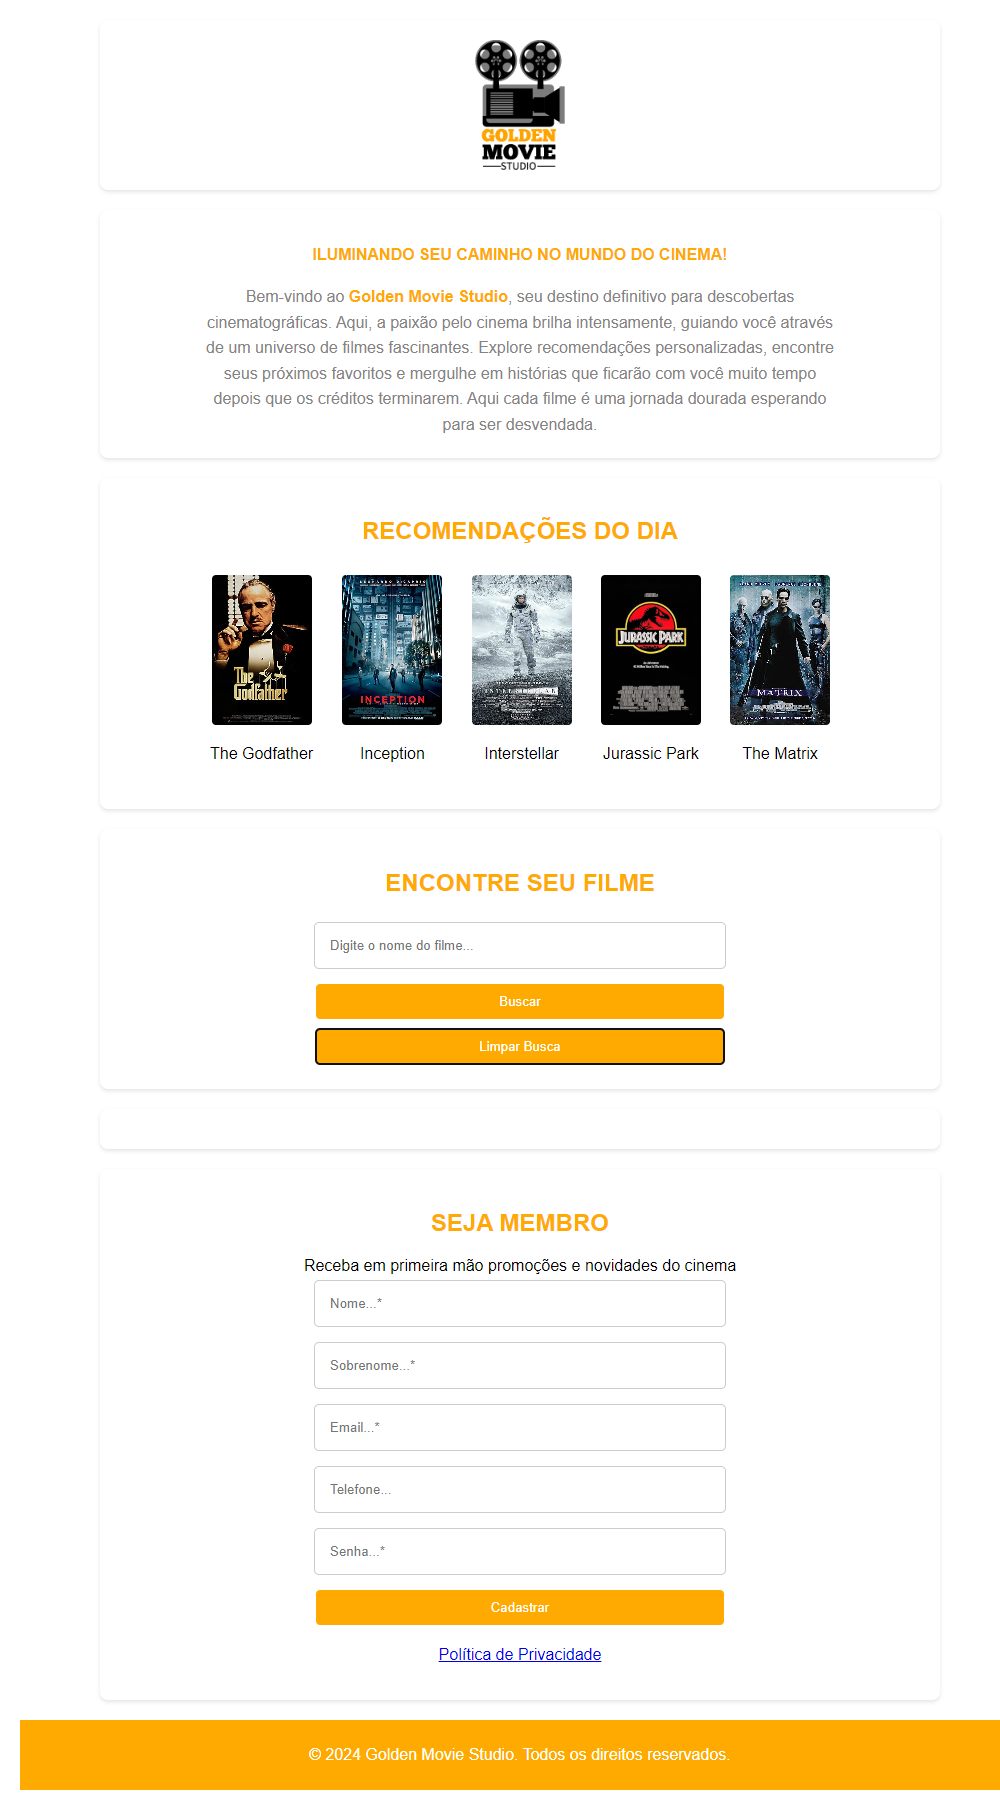 GOLDEN
MOVIE
STUDIO
ILUMINANDO SEU CAMINHO NO MUNDO DO CINEMA!
Bem-vindo ao Golden Movie Studio, seu destino definitivo para descobertas
cinematográficas. Aqui, a paixão pelo cinema brilha intensamente, guiando você através
de um universo de filmes fascinantes. Explore recomendações personalizadas, encontre
seus próximos favoritos e mergulhe em histórias que ficarão com você muito tempo
depois que os créditos terminarem. Aqui cada filme é uma jornada dourada esperando
para ser desvendada.
RECOMENDAÇÕES DO DIA
The
Godfather
INCEPTION
INTERSTELLAR
JURASSIC PARK
MATRIX
The Godfather
Inception
Interstellar
Jurassic Park
The Matrix
ENCONTRE SEU FILME
Digite o nome do filme...
Buscar
Limpar Busca
SEJA MEMBRO
Receba em primeira mão promoções e novidades do cinema
Nome...*
Sobrenome...*
Email...*
Telefone...
Senha...*
Cadastrar
Política de Privacidade
© 2024 Golden Movie Studio. Todos os direitos reservados.